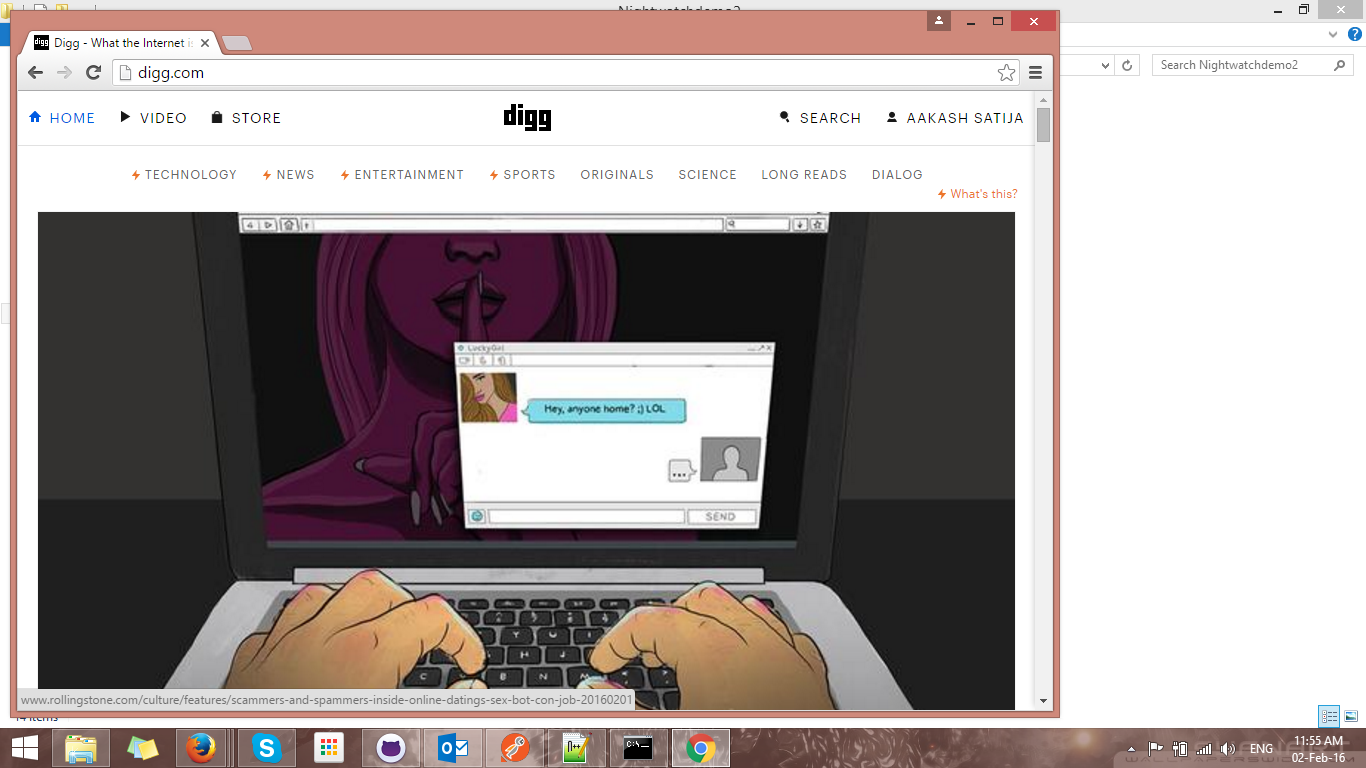 Nightwatchdemo2
Digg - What the Internet is
digg.com
Search Nightwatchdemo2
HOME
VIDEO
STORE
digg
SEARCH
AAKASH SATIJA
TECHNOLOGY
NEWS
ENTERTAINMENT
SPORTS
ORIGINALS
SCIENCE
LONG READS
DIALOG
What's this?
LuckyGirl
Hey, anyone home? ;) LOL
...
SEND
Y U I
H J
C B N M
www.rollingstone.com/culture/features/scammers-and-spammers-inside-online-datings-sex-bot-con-job-20160201
14 items
ENG
11:55 AM
02-Feb-16